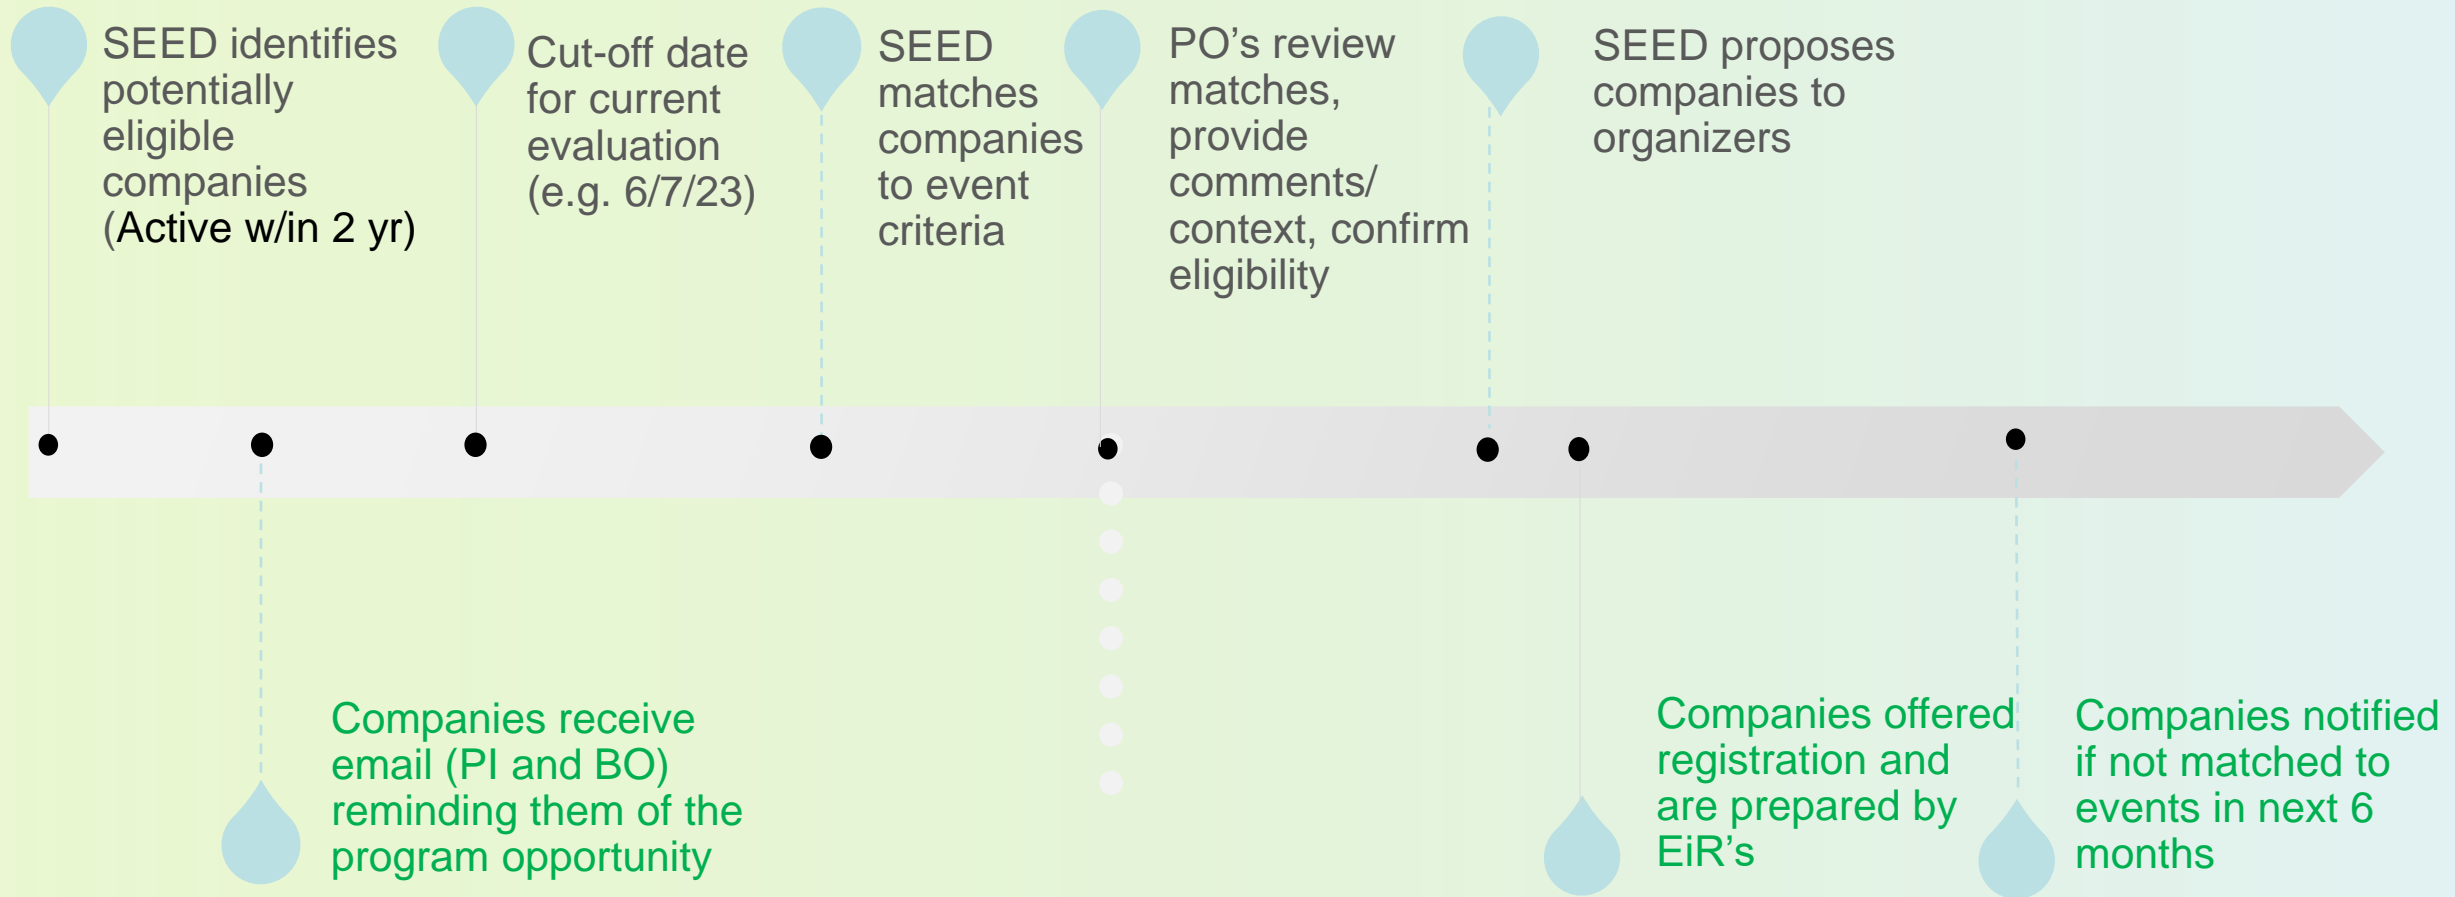 SEED identifies
potentially
eligible
companies
(Active w/in 2 yr)
Cut-off date
for current
evaluation
(e.g. 6/7/23)
SEED
matches
companies
to event
criteria
PO’s review
matches,
provide
comments/
context, confirm
eligibility
SEED proposes
companies to
organizers
Companies receive
email (PI and BO)
reminding them of the
program opportunity
Companies offered
registration and
are prepared by
EiR’s
Companies notified
if not matched to
events in next 6
months